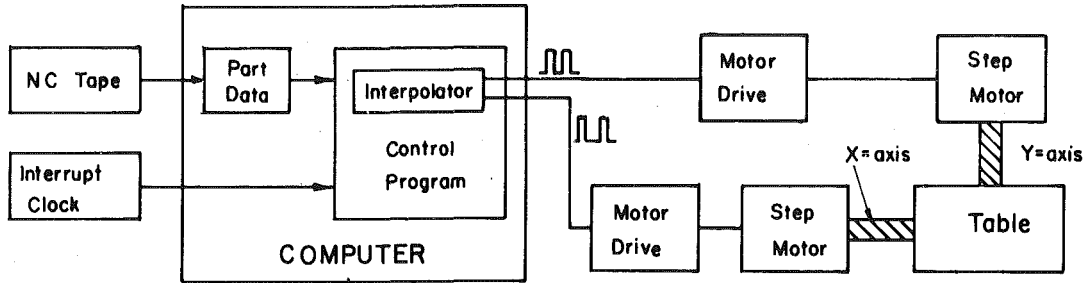 NC Tape
Part
Data
Interpolator
Control
Program
Interrupt
Clock
COMPUTER
Motor
Drive
Step
Motor
X=axis
Y=axis
Motor
Drive
Step
Motor
Table